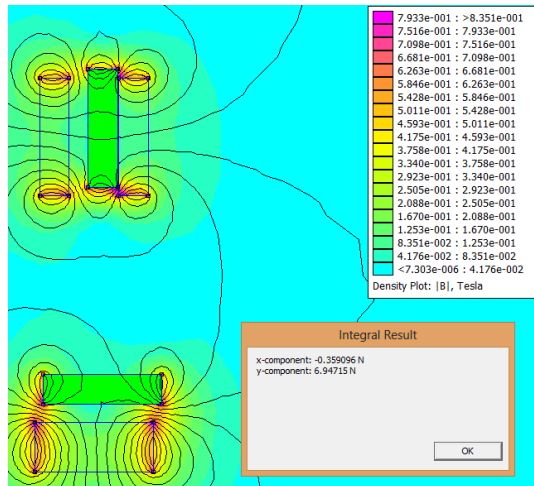 7.933e-001 : >8.351e-001
7.516e-001 : 7.933e-001
7.098e-001 : 7.516e-001
6.681e-001 : 7.098e-001
6.263e-001 : 6.681e-001
5.846e-001 : 6.263e-001
5.428e-001 : 5.846e-001
5.011e-001 : 5.428e-001
4.593e-001 : 5.011e-001
4.175e-001 : 4.593e-001
3.758e-001 : 4.175e-001
3.340e-001 : 3.758e-001
2.923e-001 : 3.340e-001
2.505e-001 : 2.923e-001
2.088e-001 : 2.505e-001
1.670e-001 : 2.088e-001
1.253e-001 : 1.670e-001
8.351e-002 : 1.253e-001
4.176e-002 : 8.351e-002
<7.303e-006 : 4.176e-002
Density Plot: |B|, Tesla
Integral Result
x-component: -0.359096 N
y-component: 6.94715 N
OK